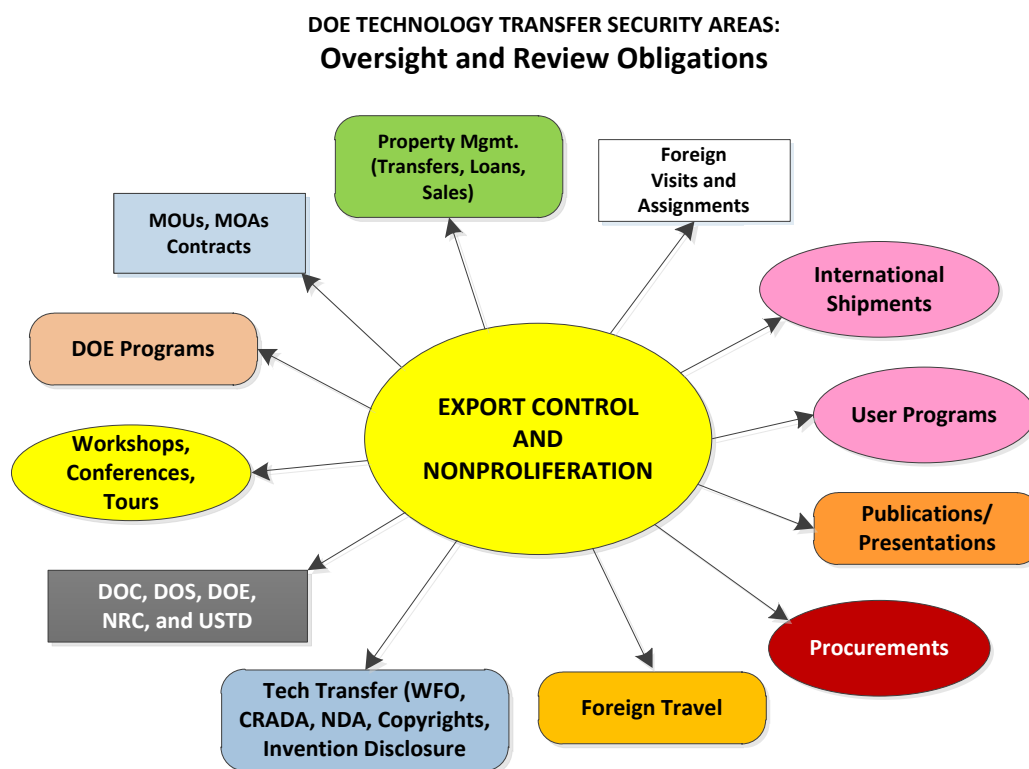 DOE TECHNOLOGY TRANSFER SECURITY AREAS:
Oversight and Review Obligations
Property Mgmt.
(Transfers, Loans,
Sales)
Foreign
Visits and
Assignments
MOUs, MOAs
Contracts
International
Shipments
DOE Programs
EXPORT CONTROL
AND
NONPROLIFERATION
User Programs
Workshops,
Conferences,
Tours
Publications/
Presentations
DOC, DOS, DOE,
NRC, and USTD
Procurements
Tech Transfer (WFO,
CRADA, NDA, Copyrights,
Invention Disclosure
Foreign Travel